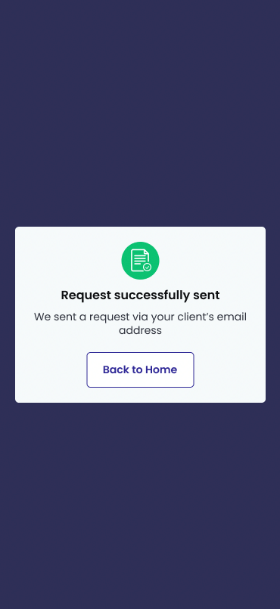 Request successfully sent
We sent a request via your client's email
address
Back to Home